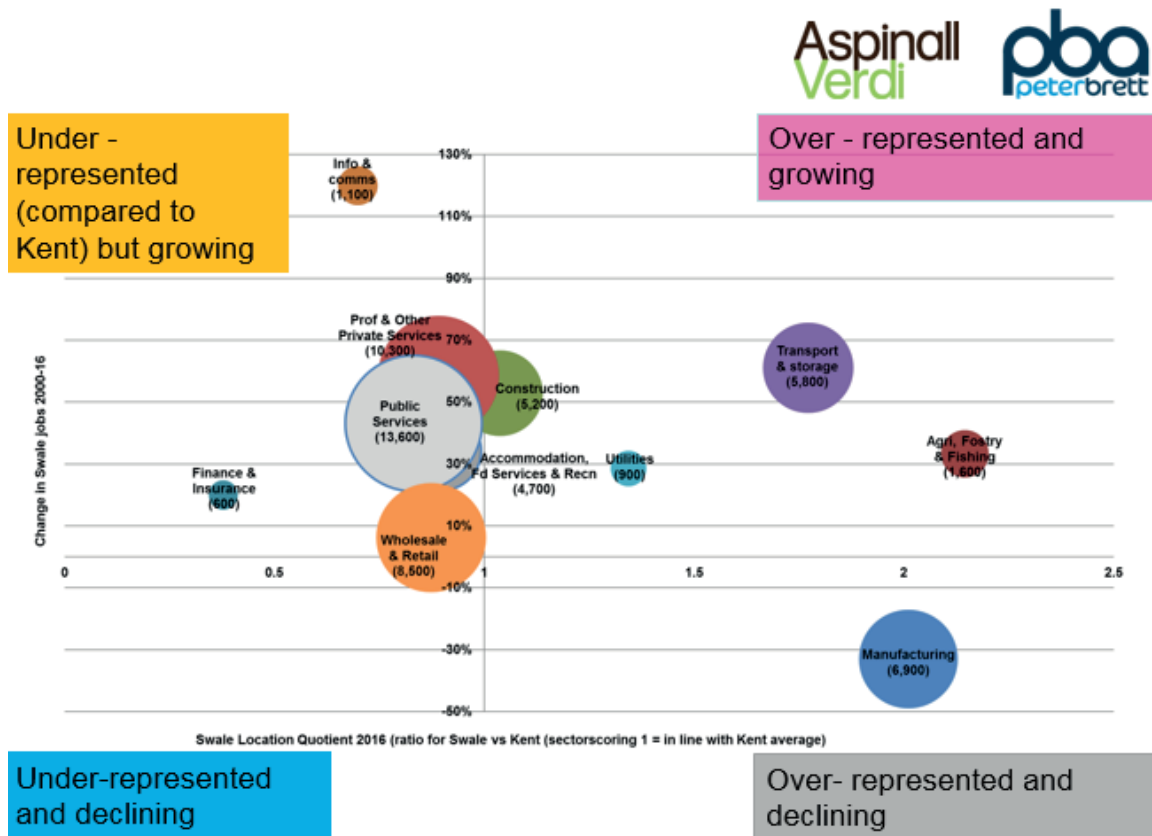 Aspinall
Verdi
pba
peterbrett
Under -
represented
(compared to
Kent) but growing
Over - represented and
growing
130%
110%
90%
70%
50%
30%
10%
-10%
-30%
-50%
Info &
comms
(1,100)
Prof & Other
Private Services
(10,300)
Transport
& storage
(5,800)
Construction
(5,200)
Public
Services
(13,600)
Agri, Fostry
& Fishing
(1,600)
Accommodation,
Fd Services & Recn
(4,700)
Utilities
(900)
Finance &
Insurance
(600)
Wholesale
& Retail
(8,500)
Manufacturing
(6,900)
Change in Swale jobs 2000-16
0
0.5
1
1.5
2
2.5
Swale Location Quotient 2016 (ratio for Swale vs Kent (sectorscoring 1 = in line with Kent average)
Under-represented
and declining
Over- represented and
declining